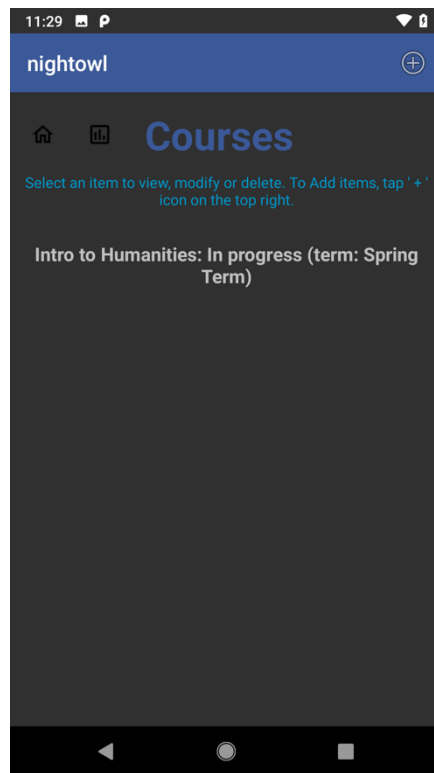 11:29
nightowl
Courses
Select an item to view, modify or delete. To Add items, tap ' + '
icon on the top right.
Intro to Humanities: In progress (term: Spring
Term)